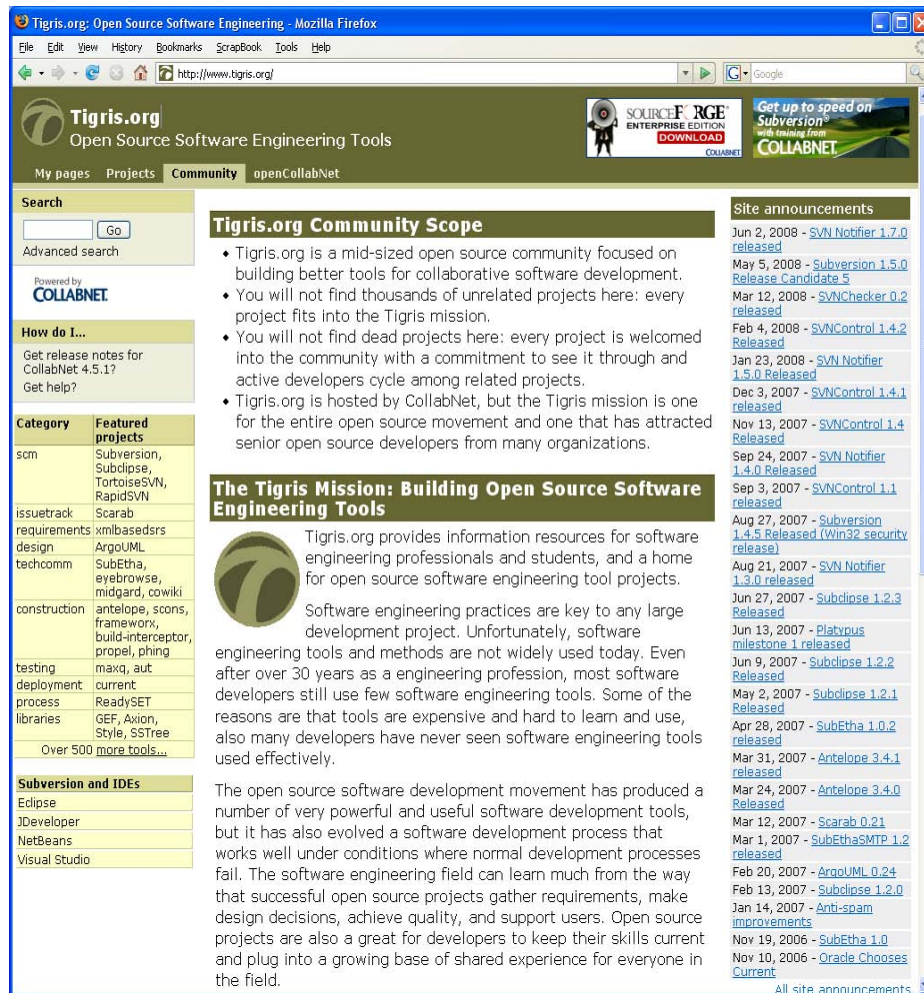 Tigris.org: Open Source Software Engineering - Mozilla Firefox
File Edit View History Bookmarks ScrapBook Tools Help
http://www.tigris.org/
G Google
Tigris.org
Open Source Software Engineering Tools
SOURCEFORGE
ENTERPRISE EDITION
DOWNLOAD
COLLABNET
Get up to speed on
Subversion®
with training from
COLLABNET.
My pages Projects Community openCollabNet
Search
Go
Advanced search
Powered by
COLLABNET.
How do I...
Get release notes for
CollabNet 4.5.1?
Get help?
Category Featured
projects
scm Subversion,
Subclipse,
TortoiseSVN,
RapidSVN
issuetrack Scarab
requirements xmlbasedsrs
design ArgoUML
techcomm SubEtha,
eyebrowse,
midgard, cowiki
construction antelope, scons,
frameworx,
build-interceptor,
propel, phing
testing maxq, aut
deployment current
process ReadySET
libraries GEF, Axion,
Style, SSTree
Over 500 more tools...
Subversion and IDEs
Eclipse
JDeveloper
NetBeans
Visual Studio
Tigris.org Community Scope
• Tigris.org is a mid-sized open source community focused on
building better tools for collaborative software development.
• You will not find thousands of unrelated projects here: every
project fits into the Tigris mission.
• You will not find dead projects here: every project is welcomed
into the community with a commitment to see it through and
active developers cycle among related projects.
• Tigris.org is hosted by CollabNet, but the Tigris mission is one
for the entire open source movement and one that has attracted
senior open source developers from many organizations.
The Tigris Mission: Building Open Source Software
Engineering Tools
Tigris.org provides information resources for software
engineering professionals and students, and a home
for open source software engineering tool projects.
Software engineering practices are key to any large
development project. Unfortunately, software
engineering tools and methods are not widely used today. Even
after over 30 years as a engineering profession, most software
developers still use few software engineering tools. Some of the
reasons are that tools are expensive and hard to learn and use,
also many developers have never seen software engineering tools
used effectively.
The open source software development movement has produced a
number of very powerful and useful software development tools,
but it has also evolved a software development process that
works well under conditions where normal development processes
fail. The software engineering field can learn much from the way
that successful open source projects gather requirements, make
design decisions, achieve quality, and support users. Open source
projects are also a great for developers to keep their skills current
and plug into a growing base of shared experience for everyone in
the field.
Site announcements
Jun 2, 2008 - SVN Notifier 1.7.0
released
May 5, 2008 - Subversion 1.5.0
Release Candidate 5
Mar 12, 2008 - SVNChecker 0.2
released
Feb 4, 2008 - SVNControl 1.4.2
Released
Jan 23, 2008 - SVN Notifier
1.5.0 Released
Dec 3, 2007 - SVNControl 1.4.1
released
Nov 13, 2007 - SVNControl 1.4
Released
Sep 24, 2007 - SVN Notifier
1.4.0 Released
Sep 3, 2007 - SVNControl 1.1
released
Aug 27, 2007 - Subversion
1.4.5 Released (Win32 security
release)
Aug 21, 2007 - SVN Notifier
1.3.0 released
Jun 27, 2007 - Subclipse 1.2.3
Released
Jun 13, 2007 - Platypus
milestone 1 released
Jun 9, 2007 - Subclipse 1.2.2
Released
May 2, 2007 - Subclipse 1.2.1
Released
Apr 28, 2007 - SubEtha 1.0.2
released
Mar 31, 2007 - Antelope 3.4.1
released
Mar 24, 2007 - Antelope 3.4.0
Released
Mar 12, 2007 - Scarab 0.21
Mar 1, 2007 - SubEthaSMTP 1.2
released
Feb 20, 2007 - ArgoUML 0.24
Feb 13, 2007 - Subclipse 1.2.0
Jan 14, 2007 - Anti-spam
improvements
Nov 19, 2006 - SubEtha 1.0
Nov 10, 2006 - Oracle Chooses
Current
All site announcements